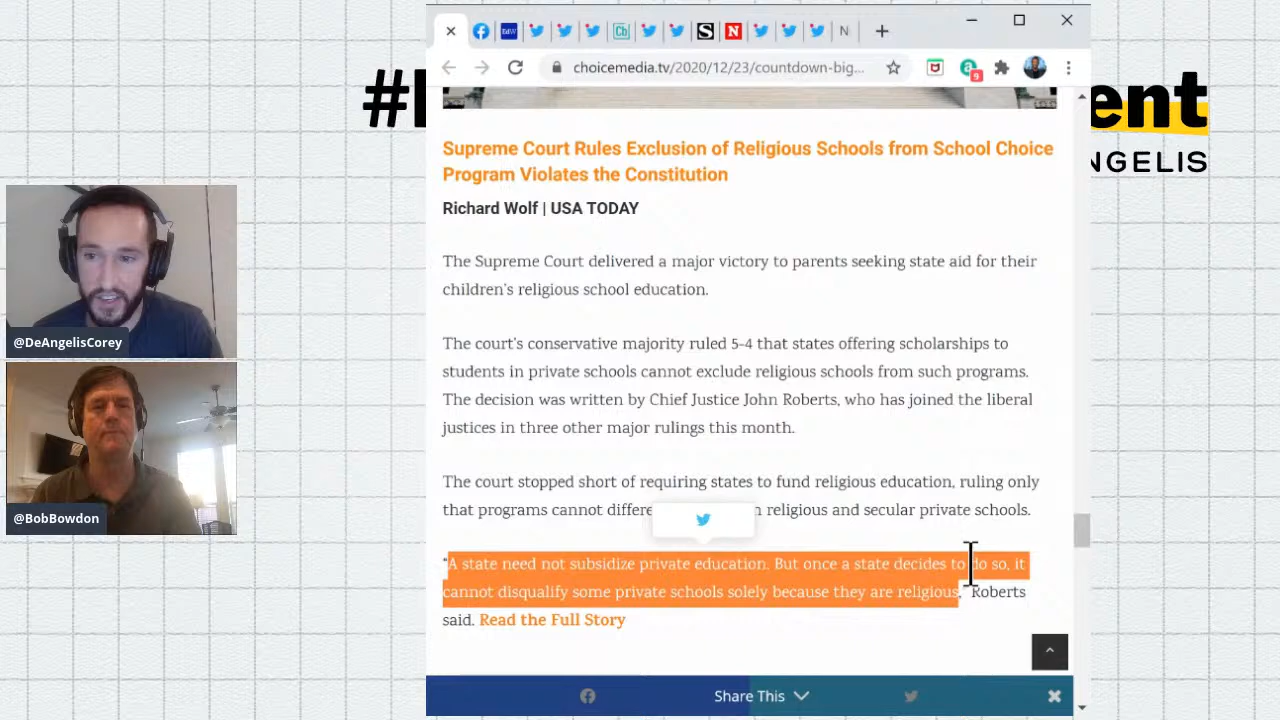 choicemedia.tv/2020/12/23/countdown-big...
9
#
ent
NGELIS
Supreme Court Rules Exclusion of Religious Schools from School Choice
Program Violates the Constitution
Richard Wolf | USA TODAY
The Supreme Court delivered a major victory to parents seeking state aid for their
children's religious school education.
The court's conservative majority ruled 5-4 that states offering scholarships to
students in private schools cannot exclude religious schools from such programs.
The decision was written by Chief Justice John Roberts, who has joined the liberal
justices in three other major rulings this month.
The court stopped short of requiring states to fund religious education, ruling only
that programs cannot differe n religious and secular private schools.
"A state need not subsidize private education. But once a state decides to do so, it
cannot disqualify some private schools solely because they are religious," Roberts
said. Read the Full Story
Share This
@DeAngelisCorey
@BobBowdon